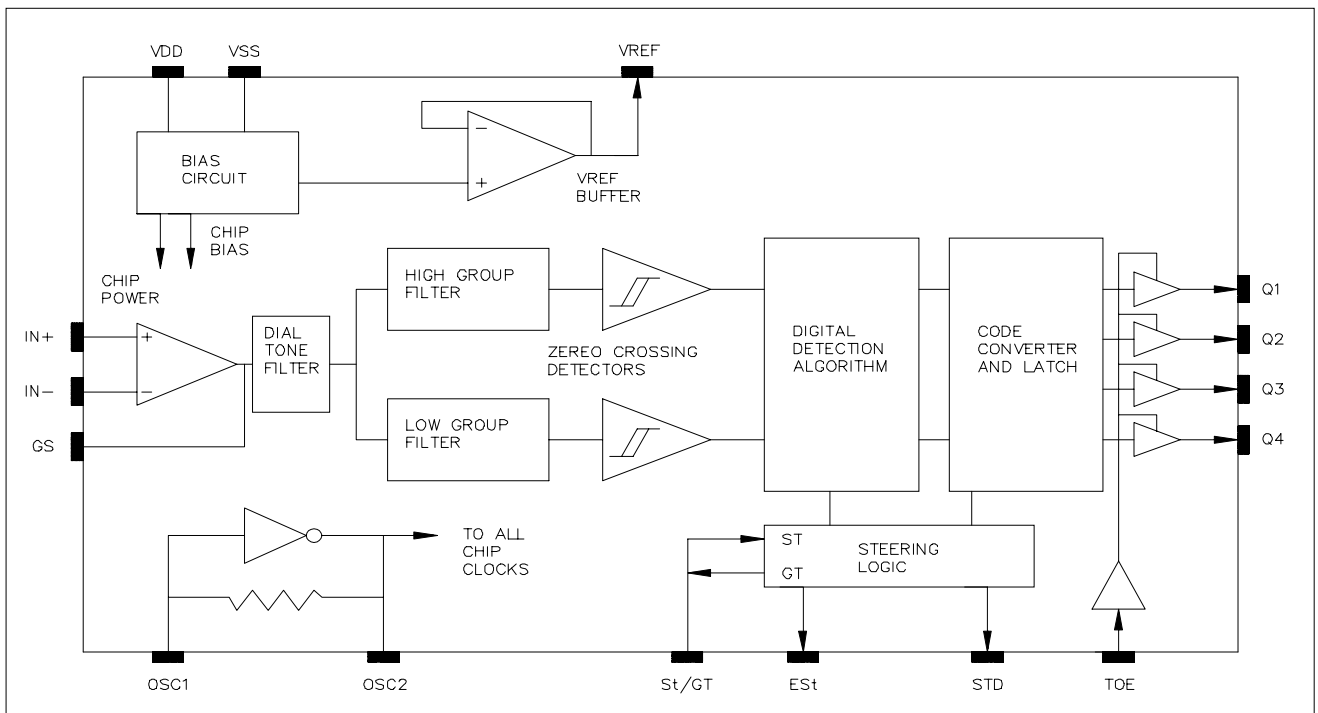 VDD
VSS
VREF
BIAS
CIRCUIT
−
+
VREF
BUFFER
CHIP
BIAS
CHIP
POWER
IN+
IN−
GS
+
−
DIAL
TONE
FILTER
HIGH GROUP
FILTER
LOW GROUP
FILTER
ZEREO CROSSING
DETECTORS
DIGITAL
DETECTION
ALGORITHM
CODE
CONVERTER
AND LATCH
Q1
Q2
Q3
Q4
TO ALL
CHIP
CLOCKS
ST
GT
STEERING
LOGIC
OSC1
OSC2
St/GT
ESt
STD
TOE